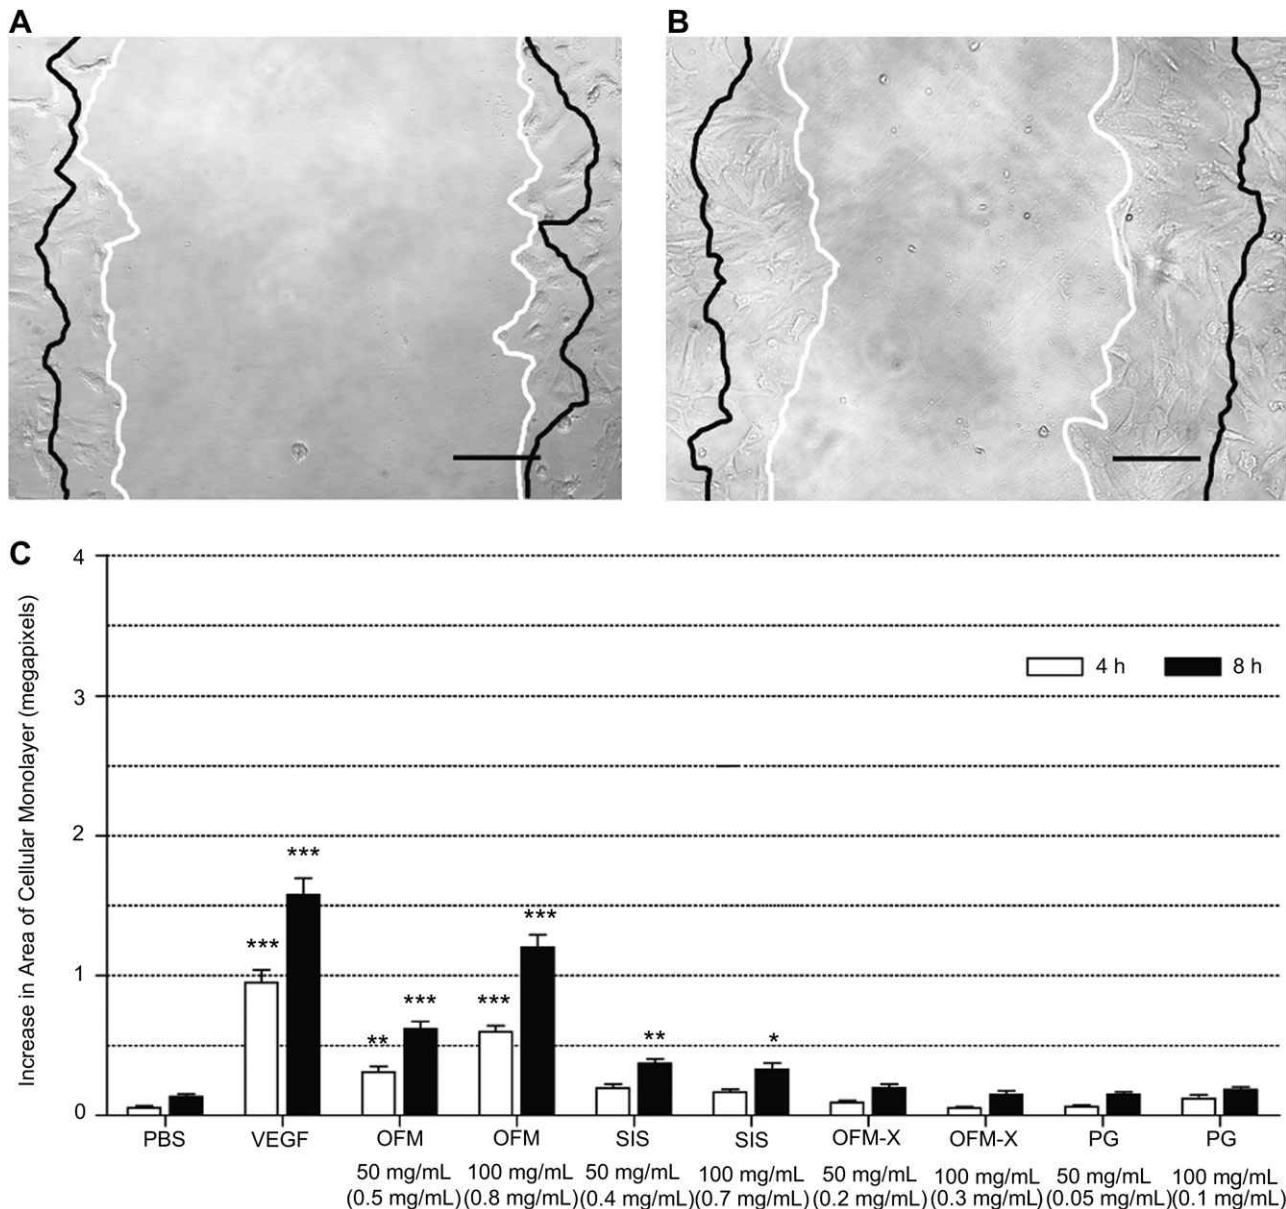 A
B
C
Increase in Area of Cellular Monolayer (megapixels)
4
3
2
1
0
4 h
8 h
***
***
**
***
***
***
**
*
PBS
VEGF
OFM
OFM
SIS
SIS
OFM-X
OFM-X
PG
PG
50 mg/mL
100 mg/mL
50 mg/mL
100 mg/mL
50 mg/mL
100 mg/mL
50 mg/mL
100 mg/mL
(0.5 mg/mL)
(0.8 mg/mL)
(0.4 mg/mL)
(0.7 mg/mL)
(0.2 mg/mL)
(0.3 mg/mL)
(0.05 mg/mL)
(0.1 mg/mL)